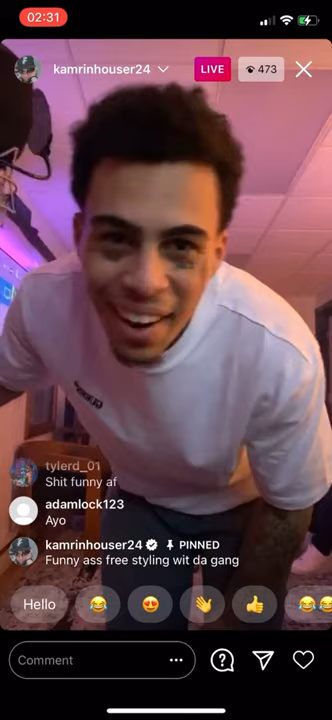 02:31
kamrinhouser24
LIVE
473
tylerd_01
Shit funny af
adamlock123
Ayo
kamrinhouser24 PINNED
Funny ass free styling wit da gang
Hello
Comment